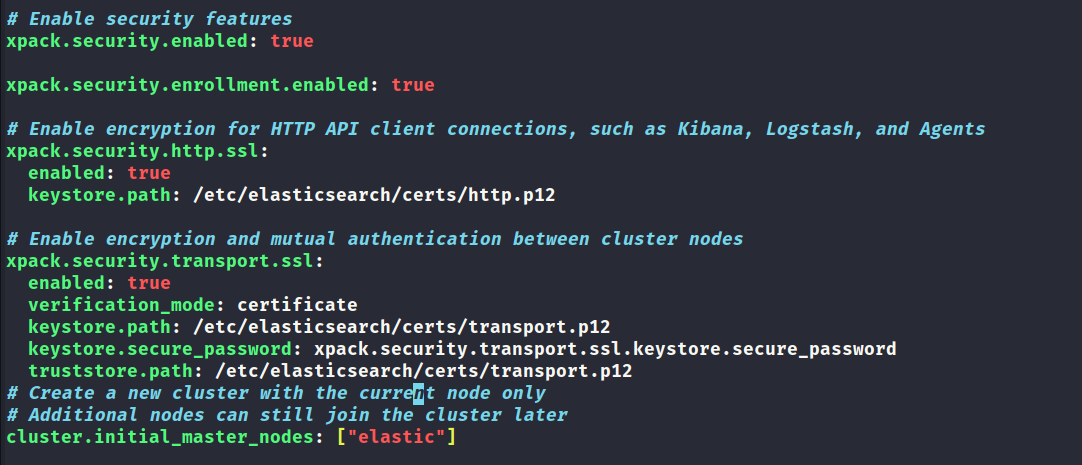 # Enable security features
xpack.security.enabled: true
xpack.security.enrollment.enabled: true
# Enable encryption for HTTP API client connections, such as Kibana, Logstash, and Agents
xpack.security.http.ssl:
  enabled: true
  keystore.path: /etc/elasticsearch/certs/http.p12
# Enable encryption and mutual authentication between cluster nodes
xpack.security.transport.ssl:
  enabled: true
  verification_mode: certificate
  keystore.path: /etc/elasticsearch/certs/transport.p12
  keystore.secure_password: xpack.security.transport.ssl.keystore.secure_password
  truststore.path: /etc/elasticsearch/certs/transport.p12
# Create a new cluster with the current node only
# Additional nodes can still join the cluster later
cluster.initial_master_nodes: ["elastic"]